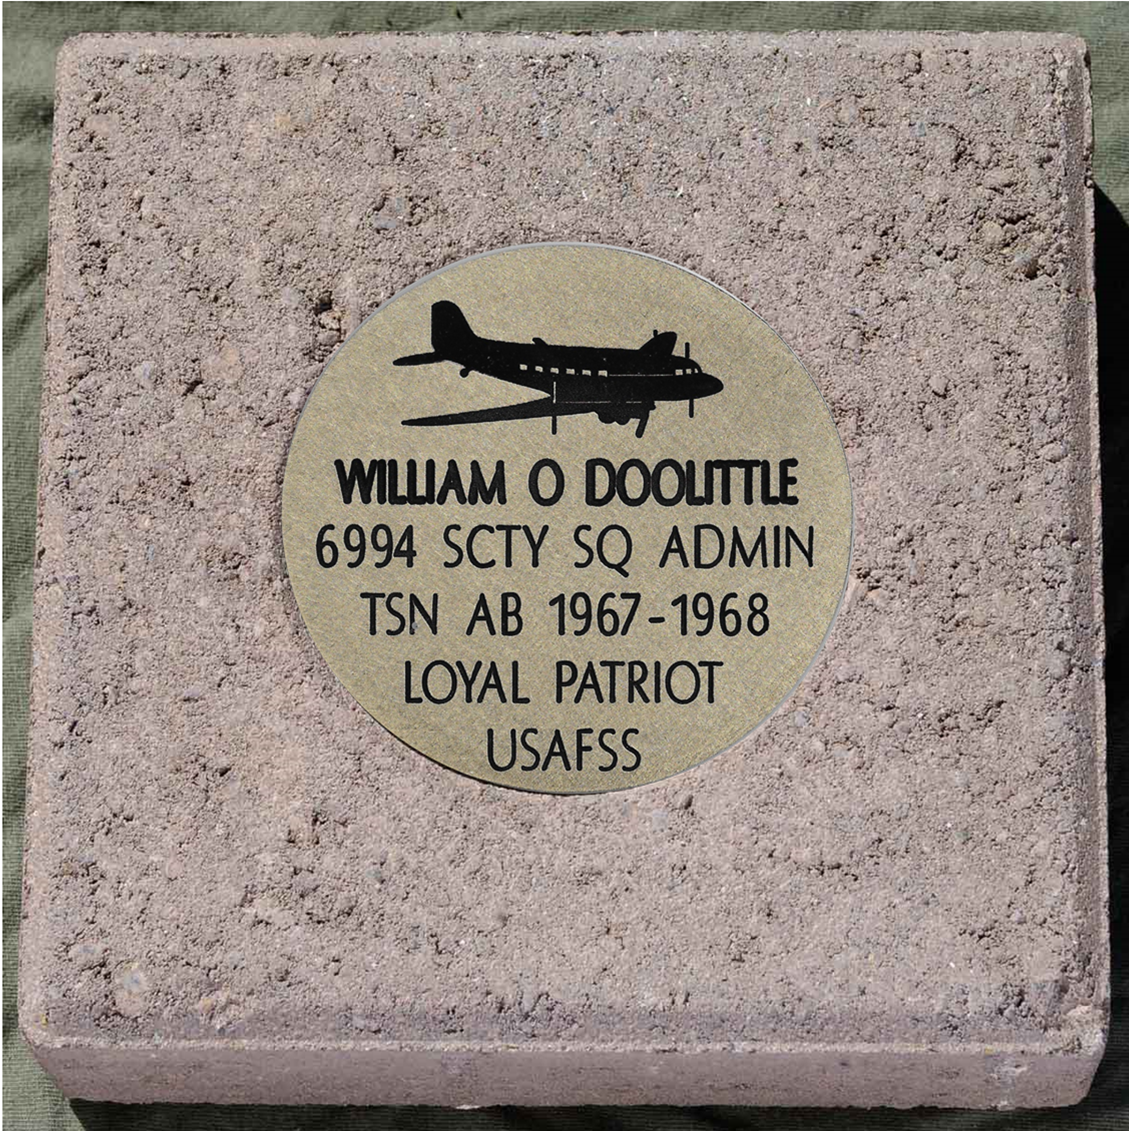 WILLIAM O DOOLITTLE
6994 SCTY SQ ADMIN
TSN AB 1967-1968
LOYAL PATRIOT
USAFSS